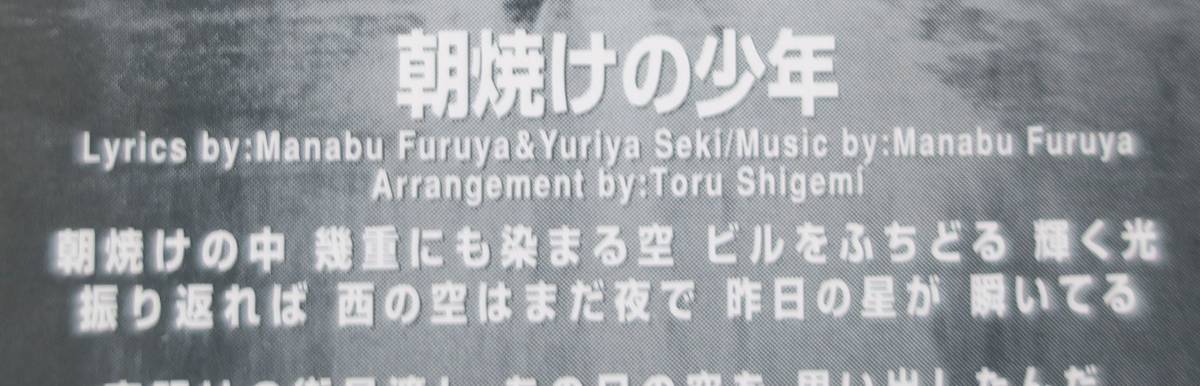 朝焼けの少年
Lyrics by:Manabu Furuya&Yuriya Seki/Music by:Manabu Furuya
Arrangement by:Toru Shigemi
朝焼けの中 幾重にも染まる空 ビルをふちどる 輝く光
振り返れば 西の空はまだ夜で 昨日の星が 瞬いてる